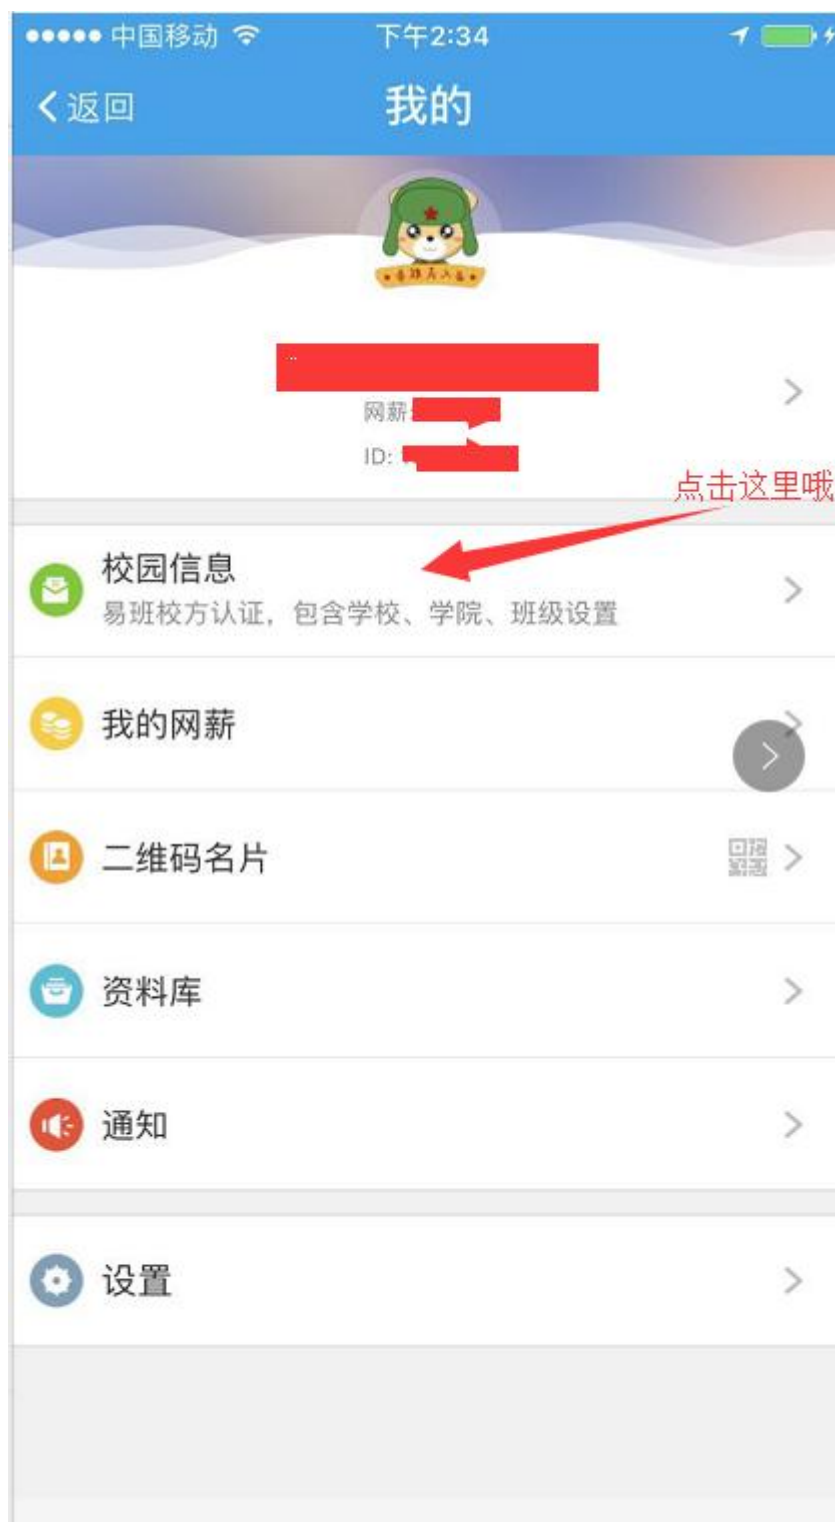 中国移动 下午2:34
返回 我的
网薪:
ID:
点击这里哦
校园信息
易班校方认证，包含学校、学院、班级设置
我的网薪
二维码名片
资料库
通知
设置